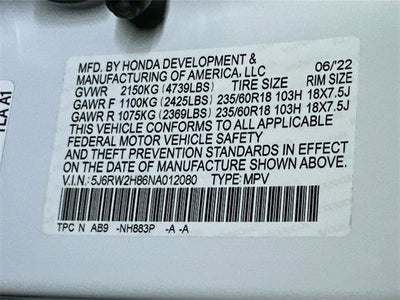 MFD. BY HONDA DEVELOPMENT & 06/22
MANUFACTURING OF AMERICA, LLC
GVWR 2150KG (4739LBS) TIRE SIZE RIM SIZE
GAWR F 1100KG (2425LBS) 235/60R18 103H 18X7.5J
GAWR R 1075KG (2369LBS) 235/60R18 103H 18X7.5J
THIS VEHICLE CONFORMS TO ALL APPLICABLE
FEDERAL MOTOR VEHICLE SAFETY
AND THEFT PREVENTION STANDARDS IN
EFFECT ON THE DATE OF MANUFACTURE SHOWN ABOVE.
V.I.N.: 5J6RW2H86NA012080 TYPE: MPV
TPC N AB9 -NH883P -A -A
TLA A1